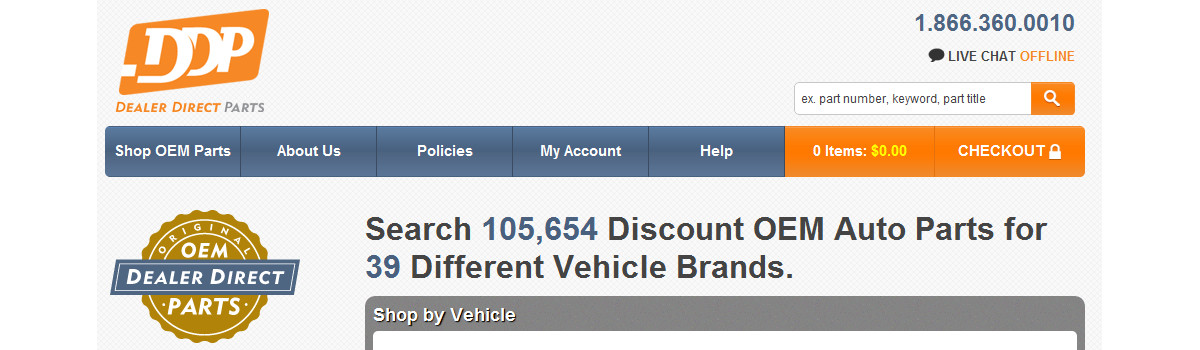 DDP
DEALER DIRECT PARTS
1.866.360.0010
LIVE CHAT OFFLINE
ex. part number, keyword, part title
Shop OEM Parts
About Us
Policies
My Account
Help
0 Items: $0.00
CHECKOUT
ORIGINAL
OEM
DEALER DIRECT
PARTS
Search 105,654 Discount OEM Auto Parts for
39 Different Vehicle Brands.
Shop by Vehicle